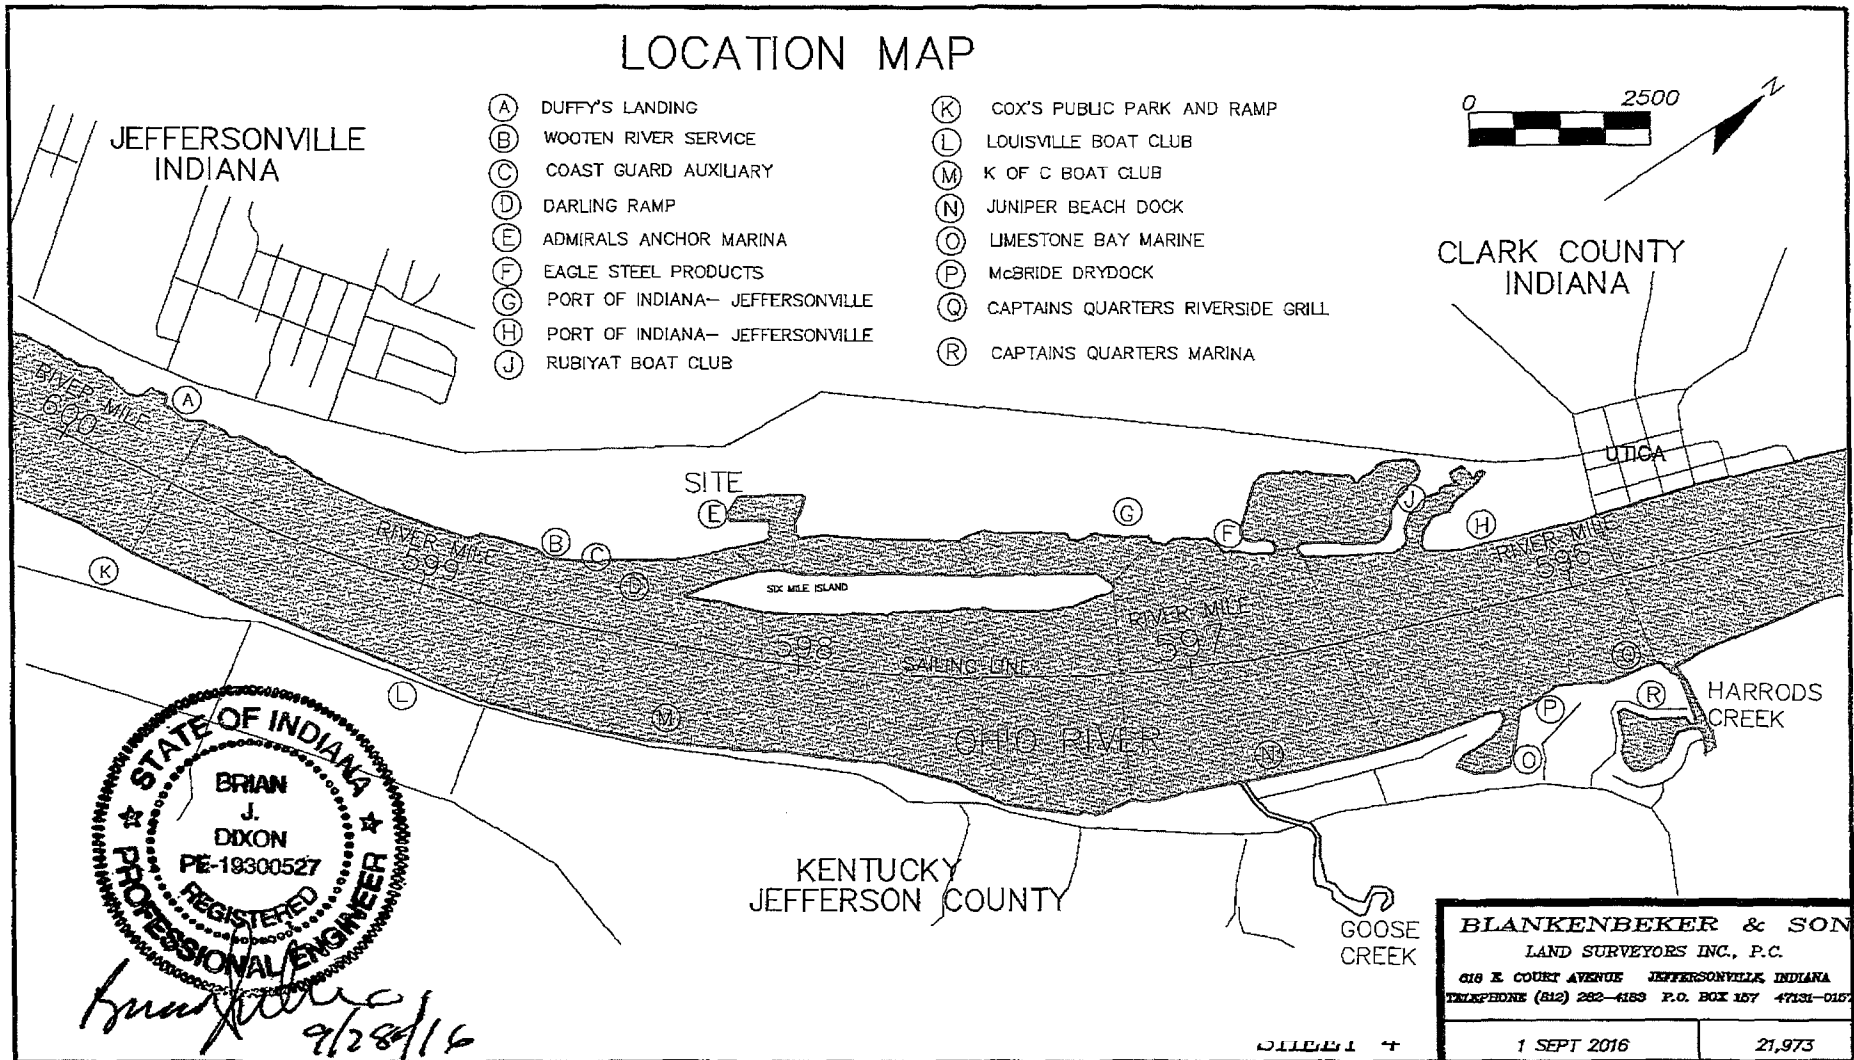 LOCATION MAP
JEFFERSONVILLE
INDIANA
A DUFFY'S LANDING
B WOOTEN RIVER SERVICE
C COAST GUARD AUXILIARY
D DARLING RAMP
E ADMIRALS ANCHOR MARINA
F EAGLE STEEL PRODUCTS
G PORT OF INDIANA- JEFFERSONVILLE
H PORT OF INDIANA- JEFFERSONVILLE
J RUBIYAT BOAT CLUB
K COX'S PUBLIC PARK AND RAMP
L LOUISVILLE BOAT CLUB
M K OF C BOAT CLUB
N JUNIPER BEACH DOCK
O LIMESTONE BAY MARINE
P McBRIDE DRYDOCK
Q CAPTAINS QUARTERS RIVERSIDE GRILL
R CAPTAINS QUARTERS MARINA
0 2500
N
CLARK COUNTY
INDIANA
UTICA
RIVER MILE
600
A
SITE
E
G
F
J
H
B
C
D
RIVER MILE
599
RIVER MILE
596
SIX MILE ISLAND
K
598
RIVER MILE
597
SAILING LINE
Q
L
M
OHIO RIVER
N
P
O
R
HARRODS
CREEK
KENTUCKY
JEFFERSON COUNTY
GOOSE
CREEK
STATE OF INDIANA
BRIAN
J.
DIXON
PE-19300527
REGISTERED
PROFESSIONAL ENGINEER
9/28/16
SHEET 4
BLANKENBEKER & SON
LAND SURVEYORS INC., P.C.
618 E. COURT AVENUE JEFFERSONVILLE, INDIANA
TELEPHONE (812) 282-4183 P.O. BOX 157 47131-0157
1 SEPT 2016
21,973